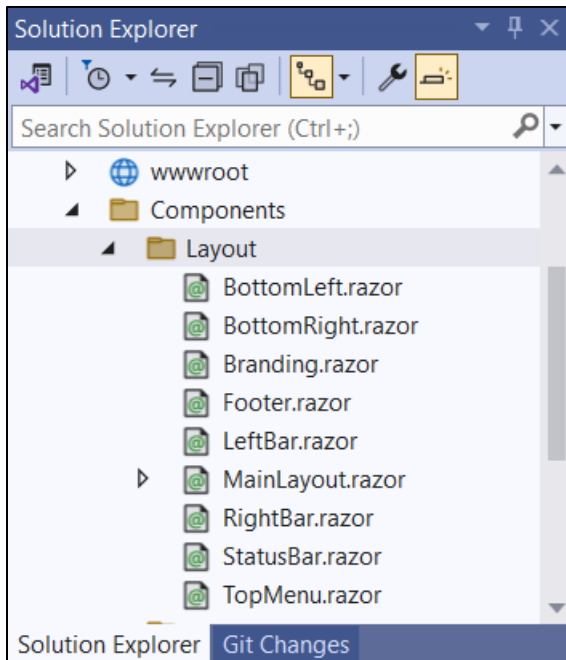 Solution Explorer
Search Solution Explorer (Ctrl+;)
wwwroot
Components
Layout
BottomLeft.razor
BottomRight.razor
Branding.razor
Footer.razor
LeftBar.razor
MainLayout.razor
RightBar.razor
StatusBar.razor
TopMenu.razor
Solution Explorer Git Changes